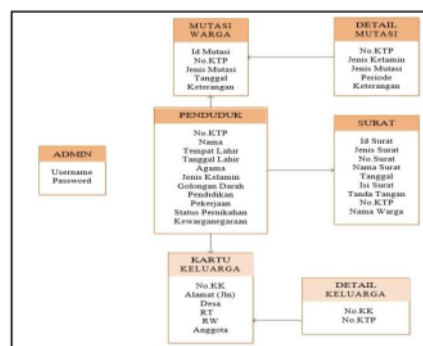 MUTASI
WARGA
Id Mutasi
No.KTP
Jenis Mutasi
Tanggal
Keterangan
DETAIL
MUTASI
No.KTP
Jenis Kelamin
Jenis Mutasi
Periode
Keterangan
ADMIN
Username
Password
PENDUDUK
No.KTP
Nama
Tempat Lahir
Tanggal Lahir
Agama
Jenis Kelamin
Golongan Darah
Pendidikan
Pekerjaan
Status Pernikahan
Kewarganegaraan
SURAT
Id Surat
Jenis Surat
No.Surat
Nama Surat
Tanggal
Isi Surat
Tanda Tangan
No.KTP
Nama Warga
KARTU
KELUARGA
No.KK
Alamat (Jln)
Desa
RT
RW
Anggota
DETAIL
KELUARGA
No.KK
No.KTP